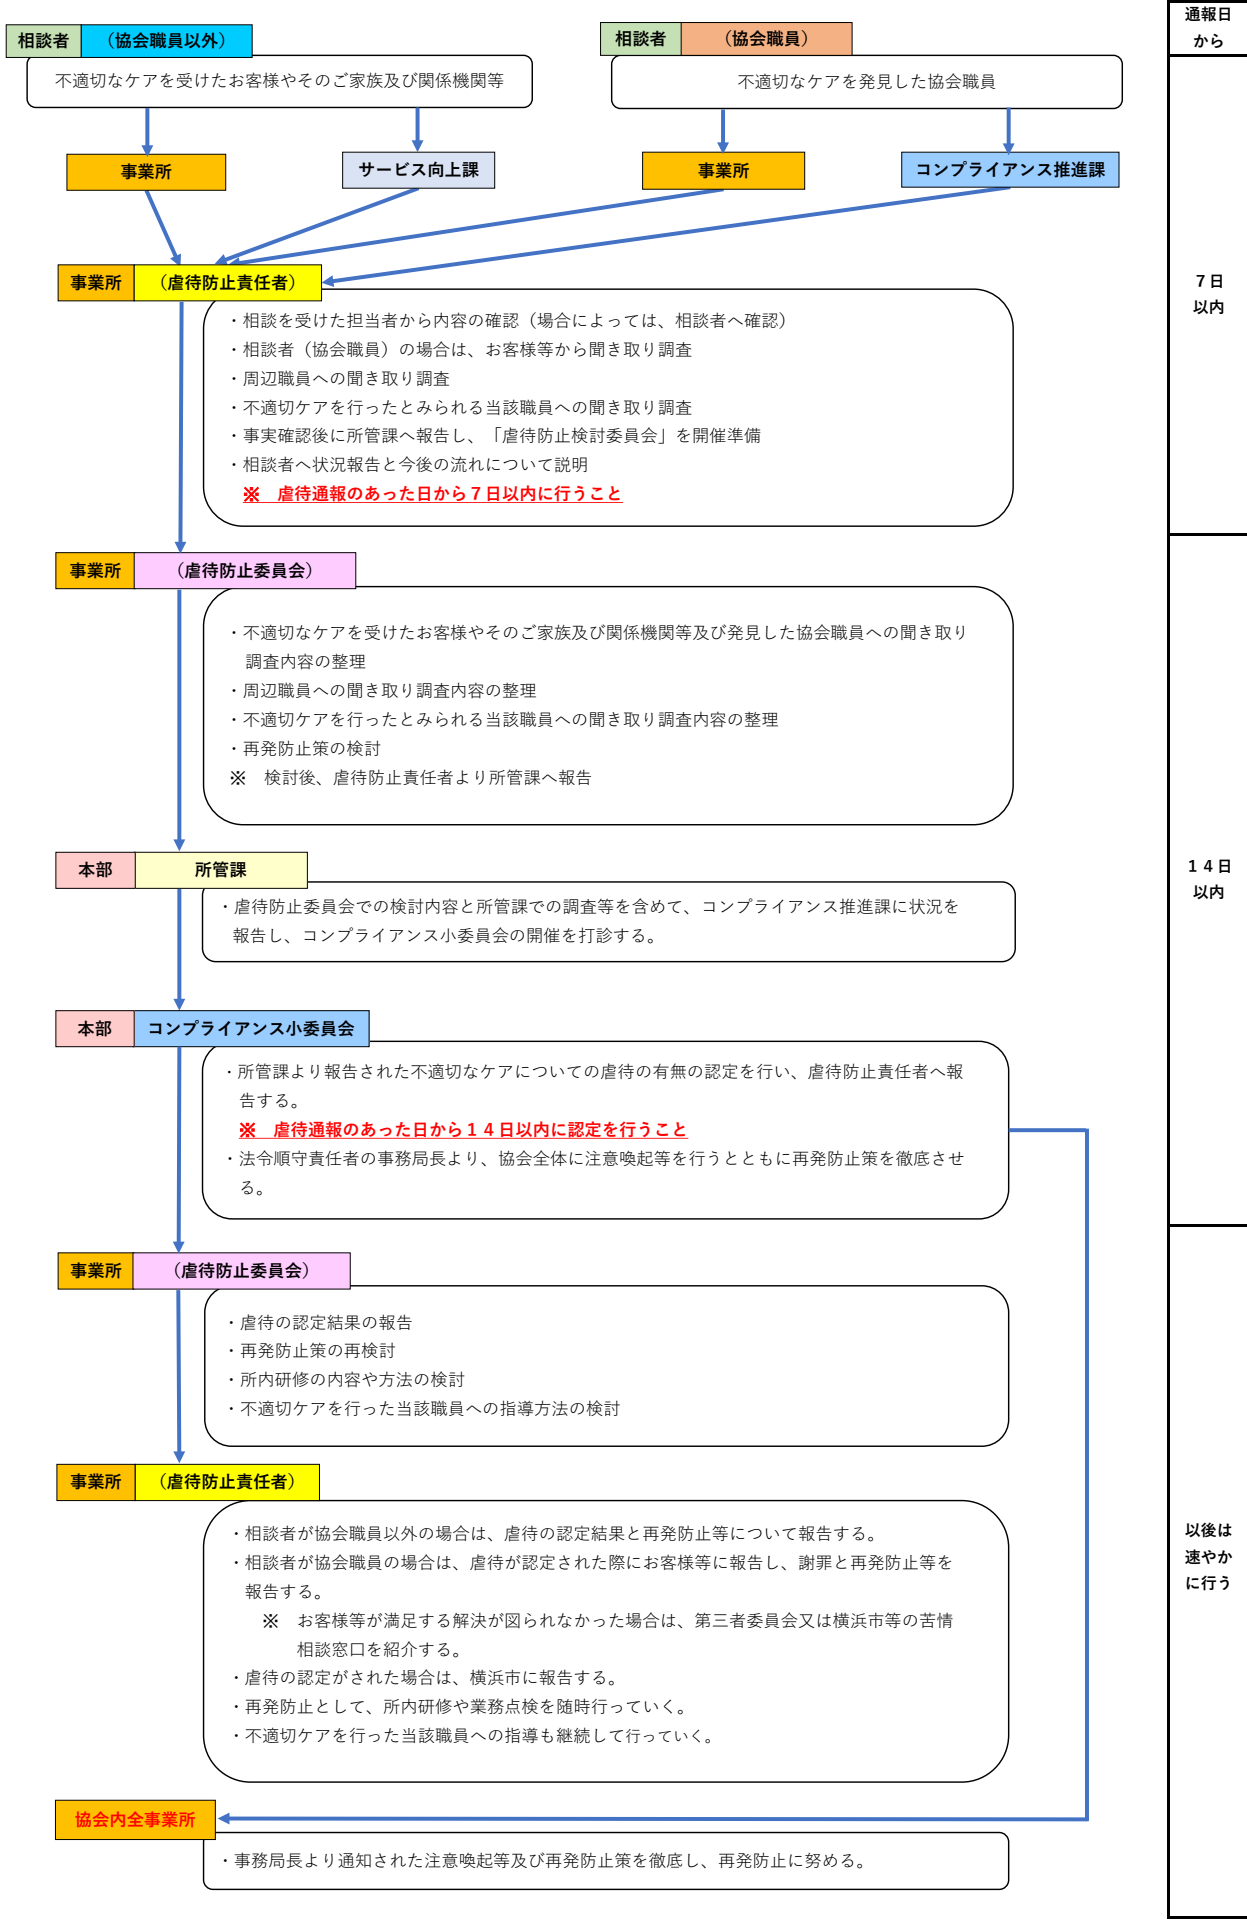 通報日
から
相談者
（協会職員以外）
不適切なケアを受けたお客様やそのご家族及び関係機関等
相談者
（協会職員）
不適切なケアを発見した協会職員
事業所
サービス向上課
事業所
コンプライアンス推進課
７日
以内
事業所
（虐待防止責任者）
・相談を受けた担当者から内容の確認（場合によっては、相談者へ確認）
・相談者（協会職員）の場合は、お客様等から聞き取り調査
・周辺職員への聞き取り調査
・不適切ケアを行ったとみられる当該職員への聞き取り調査
・事実確認後に所管課へ報告し、「虐待防止検討委員会」を開催準備
・相談者へ状況報告と今後の流れについて説明
※　虐待通報のあった日から７日以内に行うこと
事業所
（虐待防止委員会）
・不適切なケアを受けたお客様やそのご家族及び関係機関等及び発見した協会職員への聞き取り
調査内容の整理
・周辺職員への聞き取り調査内容の整理
・不適切ケアを行ったとみられる当該職員への聞き取り調査内容の整理
・再発防止策の検討
※　検討後、虐待防止責任者より所管課へ報告
１４日
以内
本部
所管課
・虐待防止委員会での検討内容と所管課での調査等を含めて、コンプライアンス推進課に状況を
報告し、コンプライアンス小委員会の開催を打診する。
本部
コンプライアンス小委員会
・所管課より報告された不適切なケアについての虐待の有無の認定を行い、虐待防止責任者へ報
告する。
※　虐待通報のあった日から１４日以内に認定を行うこと
・法令順守責任者の事務局長より、協会全体に注意喚起等を行うとともに再発防止策を徹底させ
る。
事業所
（虐待防止委員会）
・虐待の認定結果の報告
・再発防止策の再検討
・所内研修の内容や方法の検討
・不適切ケアを行った当該職員への指導方法の検討
事業所
（虐待防止責任者）
・相談者が協会職員以外の場合は、虐待の認定結果と再発防止等について報告する。
・相談者が協会職員の場合は、虐待が認定された際にお客様等に報告し、謝罪と再発防止等を
報告する。
※　お客様等が満足する解決が図られなかった場合は、第三者委員会又は横浜市等の苦情
相談窓口を紹介する。
・虐待の認定がされた場合は、横浜市に報告する。
・再発防止として、所内研修や業務点検を随時行っていく。
・不適切ケアを行った当該職員への指導も継続して行っていく。
以後は
速やか
に行う
協会内全事業所
・事務局長より通知された注意喚起等及び再発防止策を徹底し、再発防止に努める。